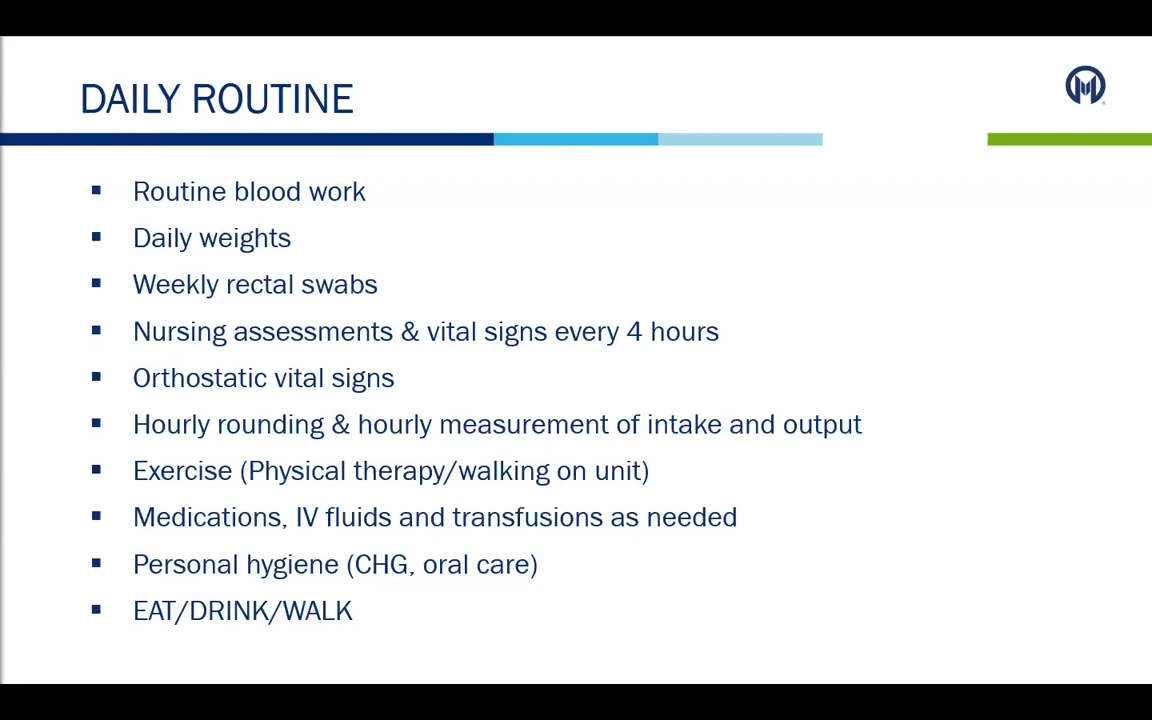 DAILY ROUTINE
Routine blood work
Daily weights
Weekly rectal swabs
Nursing assessments & vital signs every 4 hours
Orthostatic vital signs
Hourly rounding & hourly measurement of intake and output
Exercise (Physical therapy/walking on unit)
Medications, IV fluids and transfusions as needed
Personal hygiene (CHG, oral care)
EAT/DRINK/WALK